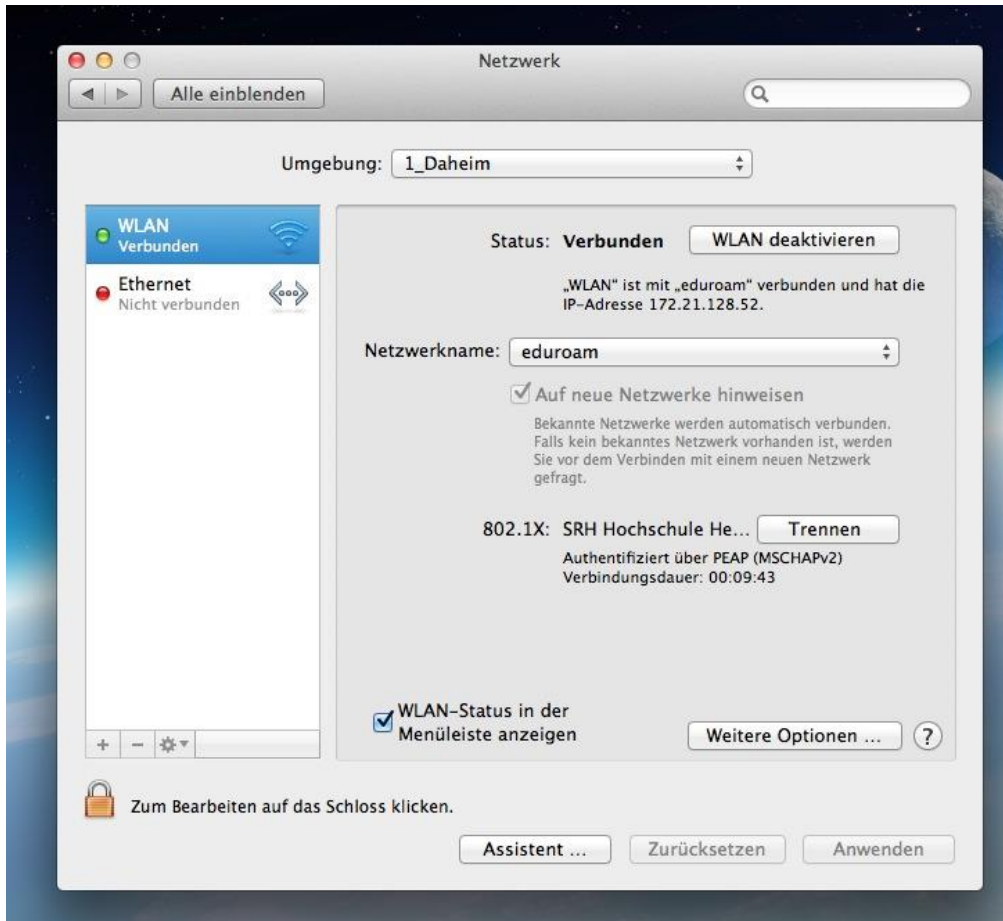 Netzwerk
Alle einblenden
Umgebung: 1_Daheim
WLAN
Verbunden
Ethernet
Nicht verbunden
Status: Verbunden WLAN deaktivieren
„WLAN“ ist mit „eduroam“ verbunden und hat die
IP-Adresse 172.21.128.52.
Netzwerkname: eduroam
Auf neue Netzwerke hinweisen
Bekannte Netzwerke werden automatisch verbunden.
Falls kein bekanntes Netzwerk vorhanden ist, werden
Sie vor dem Verbinden mit einem neuen Netzwerk
gefragt.
802.1X: SRH Hochschule He... Trennen
Authentifiziert über PEAP (MSCHAPv2)
Verbindungsdauer: 00:09:43
WLAN-Status in der
Menüleiste anzeigen
Weitere Optionen ... ?
Zum Bearbeiten auf das Schloss klicken.
Assistent ... Zurücksetzen Anwenden